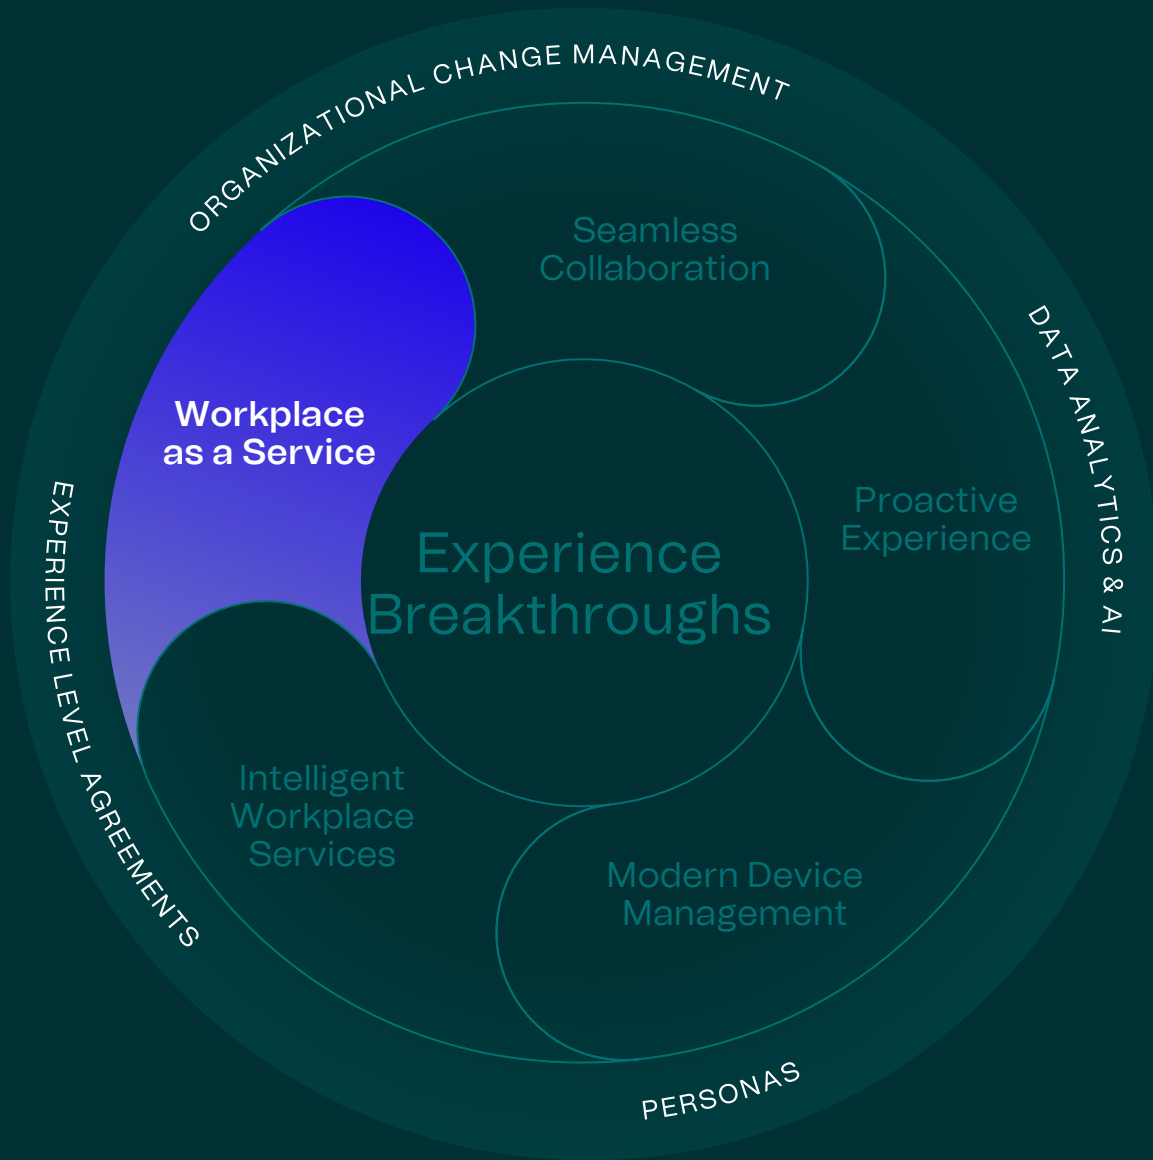 ORGANIZATIONAL CHANGE MANAGEMENT
Seamless
Collaboration
DATA ANALYTICS & AI
Workplace
as a Service
Proactive
Experience
Experience
Breakthroughs
EXPERIENCE LEVEL AGREEMENTS
Intelligent
Workplace
Services
Modern Device
Management
PERSONAS